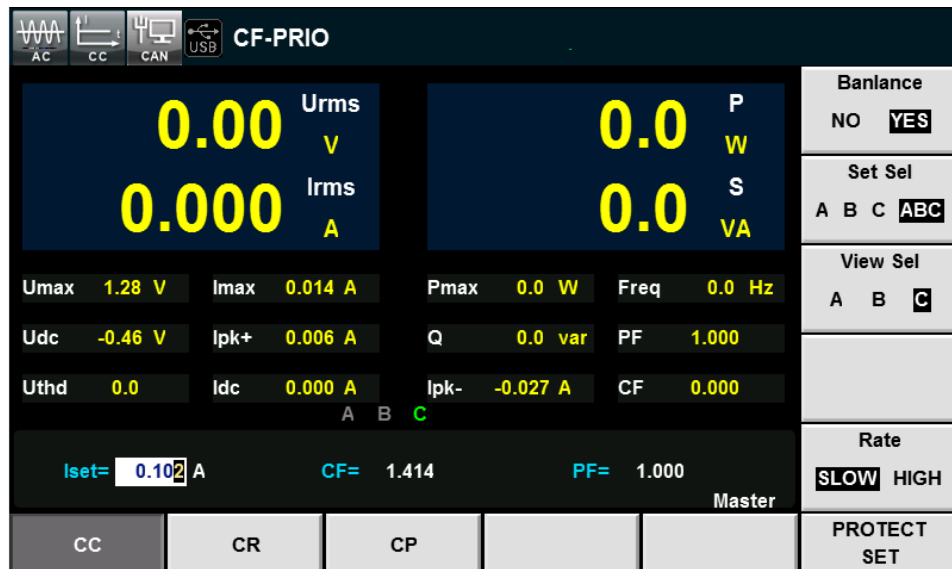 AC CC CAN USB CF-PRIO
0.00 Urms V 0.0 P W
0.000 Irms A 0.0 S VA
Umax 1.28 V Imax 0.014 A Pmax 0.0 W Freq 0.0 Hz
Udc -0.46 V Ipk+ 0.006 A Q 0.0 var PF 1.000
Uthd 0.0 Idc 0.000 A Ipk- -0.027 A CF 0.000
A B C
Iset= 0.102 A CF= 1.414 PF= 1.000
Master
CC CR CP
Banlance
NO YES
Set Sel
A B C ABC
View Sel
A B C
Rate
SLOW HIGH
PROTECT
SET